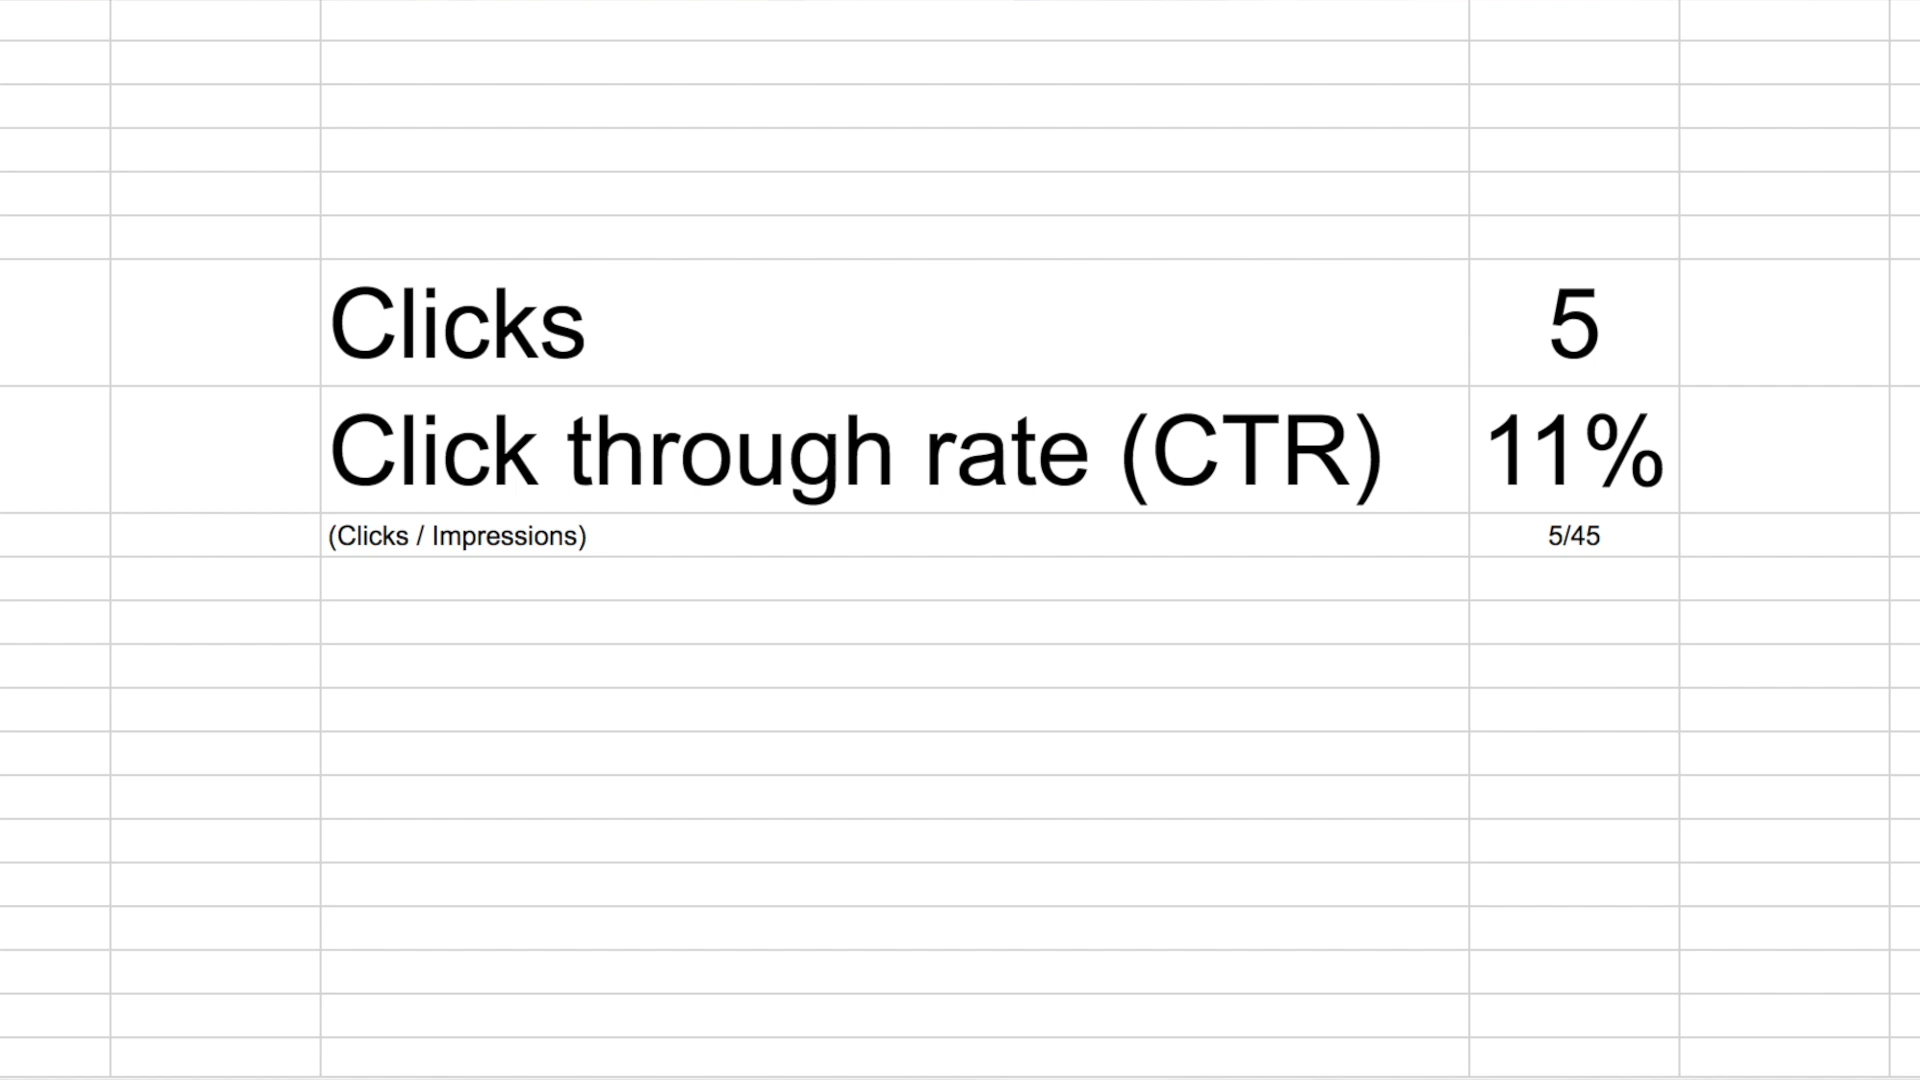 Clicks 5
Click through rate (CTR) 11%
(Clicks / Impressions) 5/45